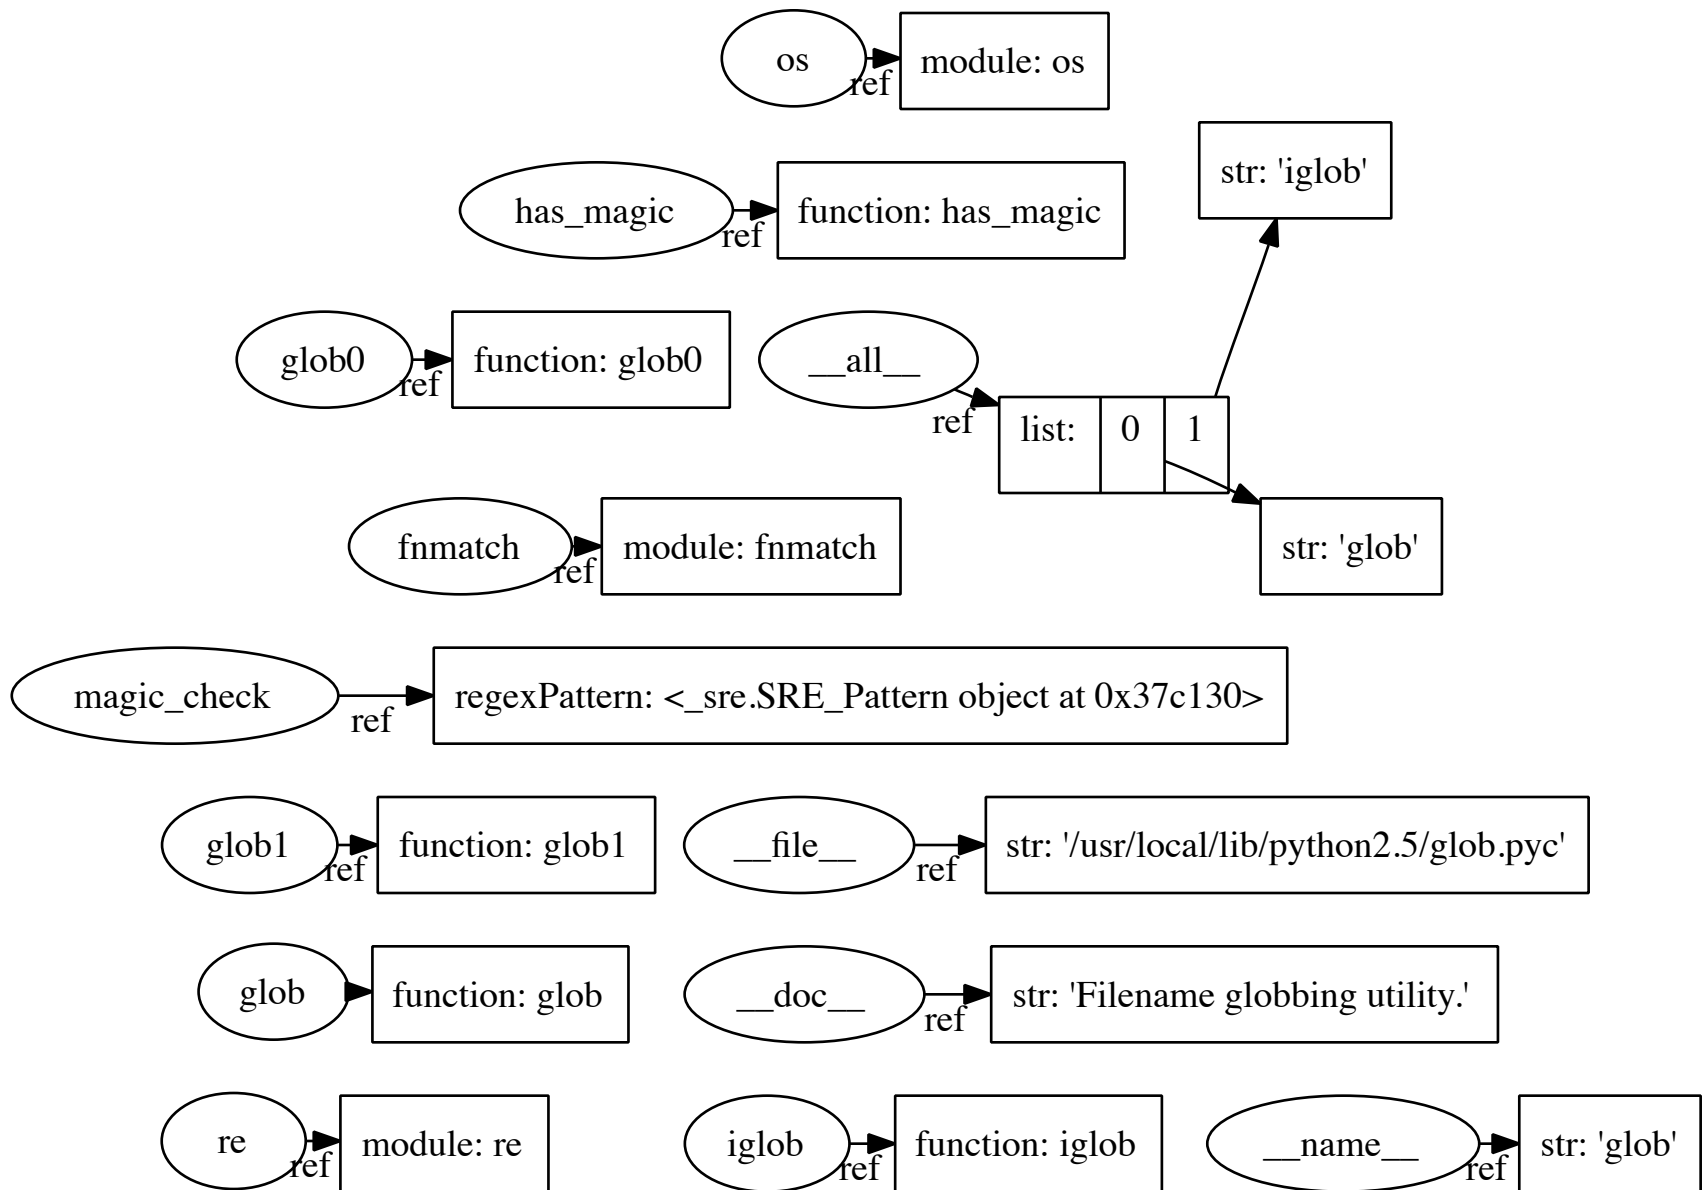 os
ref
module: os
str: 'iglob'
has_magic
ref
function: has_magic
glob0
ref
function: glob0
__all__
ref
list:
0
1
fnmatch
ref
module: fnmatch
str: 'glob'
magic_check
ref
regexPattern: <_sre.SRE_Pattern object at 0x37c130>
glob1
ref
function: glob1
__file__
ref
str: '/usr/local/lib/python2.5/glob.pyc'
glob
function: glob
__doc__
ref
str: 'Filename globbing utility.'
re
ref
module: re
iglob
ref
function: iglob
__name__
ref
str: 'glob'